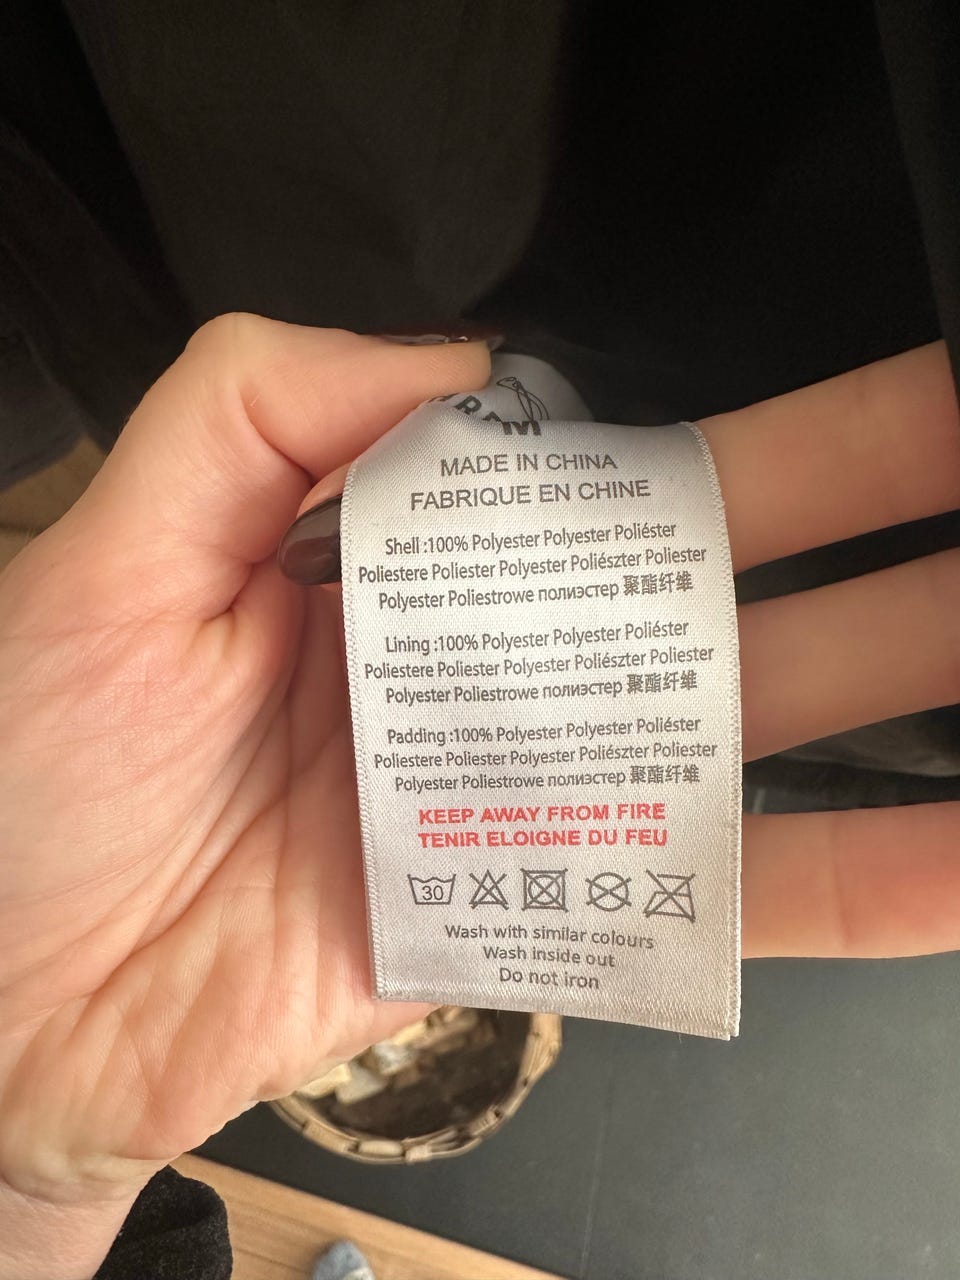 M
MADE IN CHINA
FABRIQUE EN CHINE
Shell :100% Polyester Polyester Poliéster
Poliestere Poliester Polyester Poliészter Poliester
Polyester Poliestrowe полиэстер 聚酯纤维
Lining :100% Polyester Polyester Poliéster
Poliestere Poliester Polyester Poliészter Poliester
Polyester Poliestrowe полиэстер 聚酯纤维
Padding :100% Polyester Polyester Poliéster
Poliestere Poliester Polyester Poliészter Poliester
Polyester Poliestrowe полиэстер 聚酯纤维
KEEP AWAY FROM FIRE
TENIR ELOIGNE DU FEU
30
Wash with similar colours
Wash inside out
Do not iron